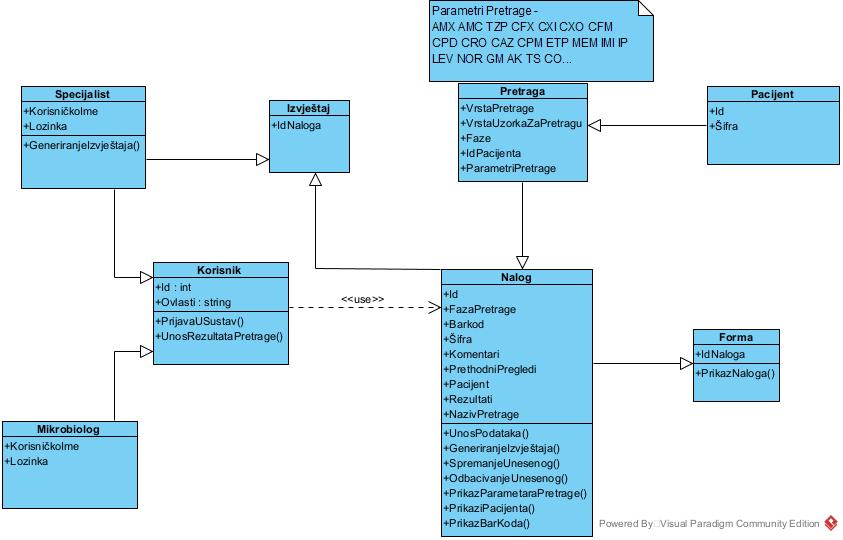 Parametri Pretrage -
AMX AMC TZP CFX CXI CXO CFM
CPD CRO CAZ CPM ETP MEM IMI IP
LEV NOR GM AK TS CO...
Specijalist
+KorisničkoIme
+Lozinka
+GeneriranjeIzvještaja()
Izvještaj
+IdNaloga
Pretraga
+VrstaPretrage
+VrstaUzorkaZaPretragu
+Faze
+IdPacijenta
+ParametriPretrage
Pacijent
+Id
+Šifra
Korisnik
+Id : int
+Ovlasti : string
+PrijavaUSustav()
+UnosRezultataPretrage()
<<use>>
Nalog
+Id
+FazaPretrage
+Barkod
+Šifra
+Komentari
+PrethodniPregledi
+Pacijent
+Rezultati
+NazivPretrage
+UnosPodataka()
+GeneriranjeIzvještaja()
+SpremanjeUnesenog()
+OdbacivanjeUnesenog()
+PrikazParametaraPretrage()
+PrikaziPacijenta()
+PrikazBarKoda()
Forma
+IdNaloga
+PrikazNaloga()
Mikrobiolog
+KorisničkoIme
+Lozinka
Powered By Visual Paradigm Community Edition